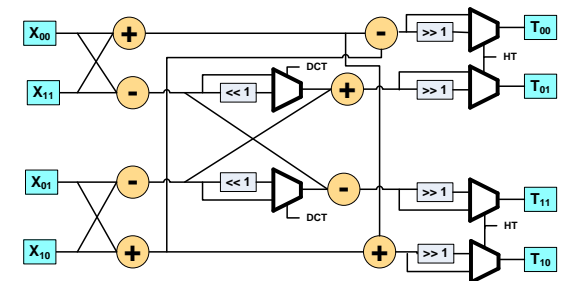 X00 + - >> 1 T00
HT
DCT
X11 - << 1 + >> 1 T01
X01 - << 1 - >> 1 T11
DCT
HT
X10 + + >> 1 T10